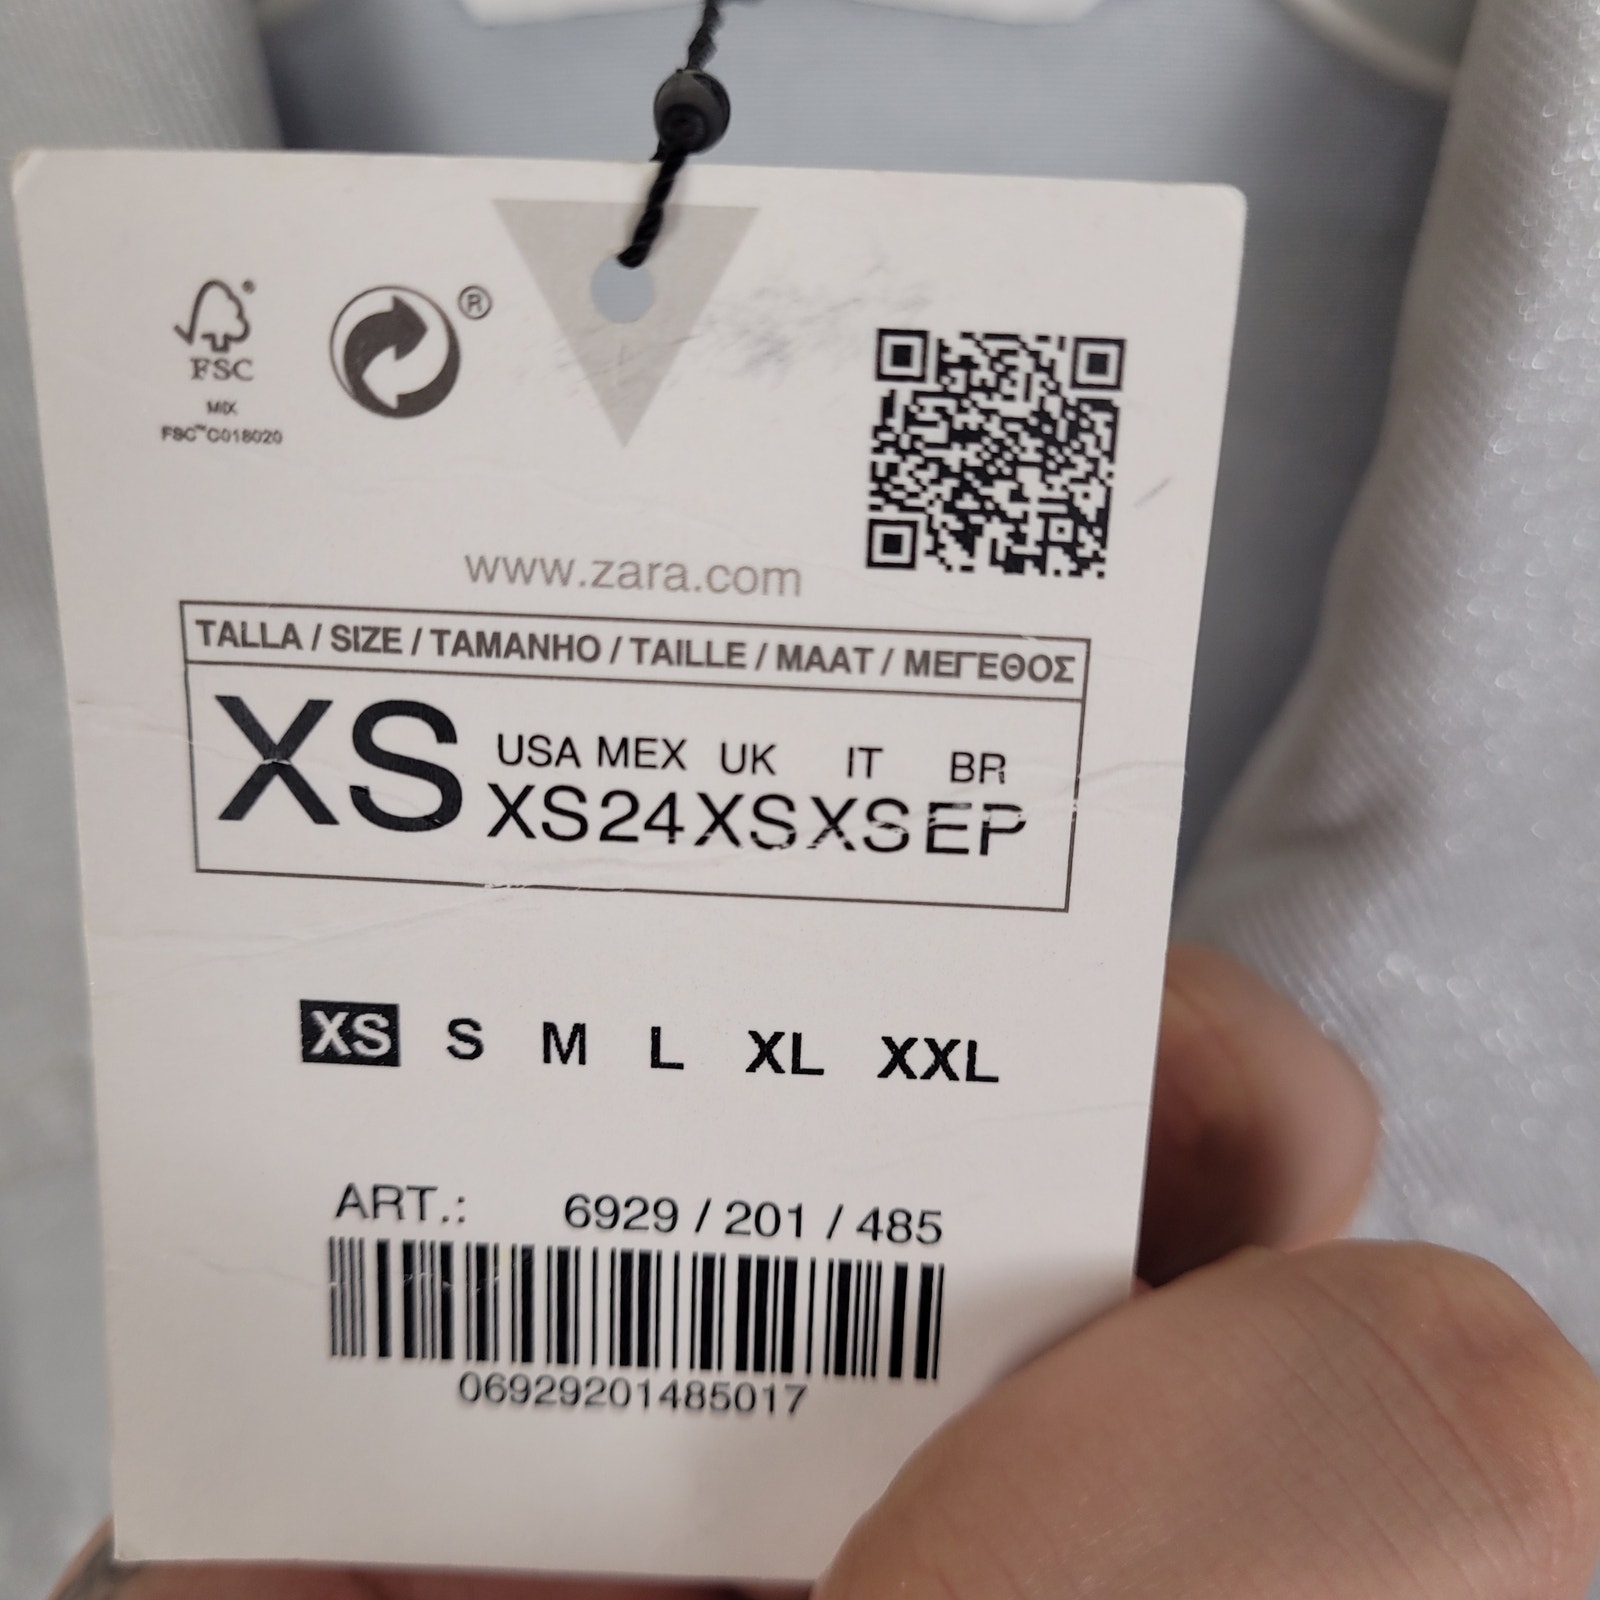 ®
FSC
MIX
FSC™ C018020
www.zara.com
TALLA / SIZE / TAMANHO / TAILLE / MAAT / ΜΕΓΕΘΟΣ
XS
USA MEX UK IT BR
XS 24 XS XS EP
XS S M L XL XXL
ART.: 6929 / 201 / 485
06929201485017